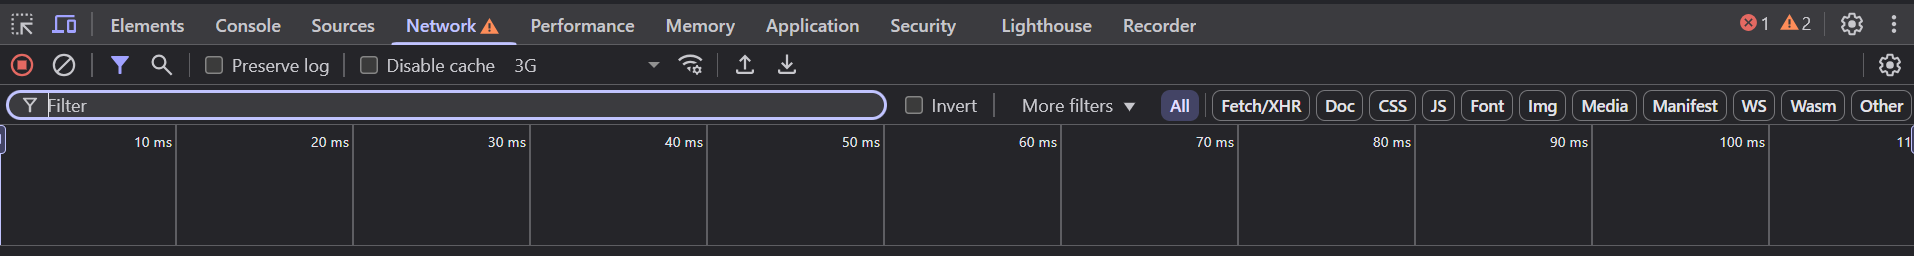 Elements Console Sources Network Performance Memory Application Security Lighthouse Recorder 1 2
Preserve log Disable cache 3G
Filter Invert More filters All Fetch/XHR Doc CSS JS Font Img Media Manifest WS Wasm Other
10 ms 20 ms 30 ms 40 ms 50 ms 60 ms 70 ms 80 ms 90 ms 100 ms 11